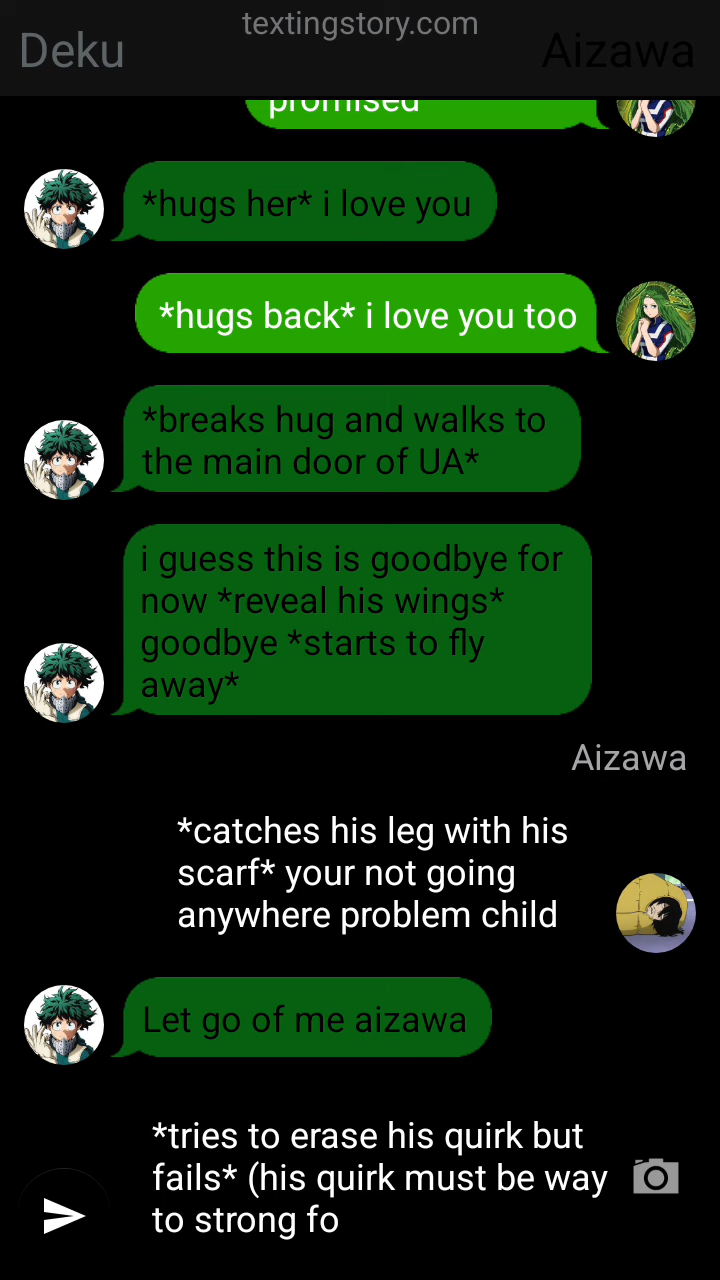 textingstory.com
Deku
Aizawa
promised
*hugs her* i love you
*hugs back* i love you too
*breaks hug and walks to
the main door of UA*
i guess this is goodbye for
now *reveal his wings*
goodbye *starts to fly
away*
Aizawa
*catches his leg with his
scarf* your not going
anywhere problem child
Let go of me aizawa
*tries to erase his quirk but
fails* (his quirk must be way
to strong fo